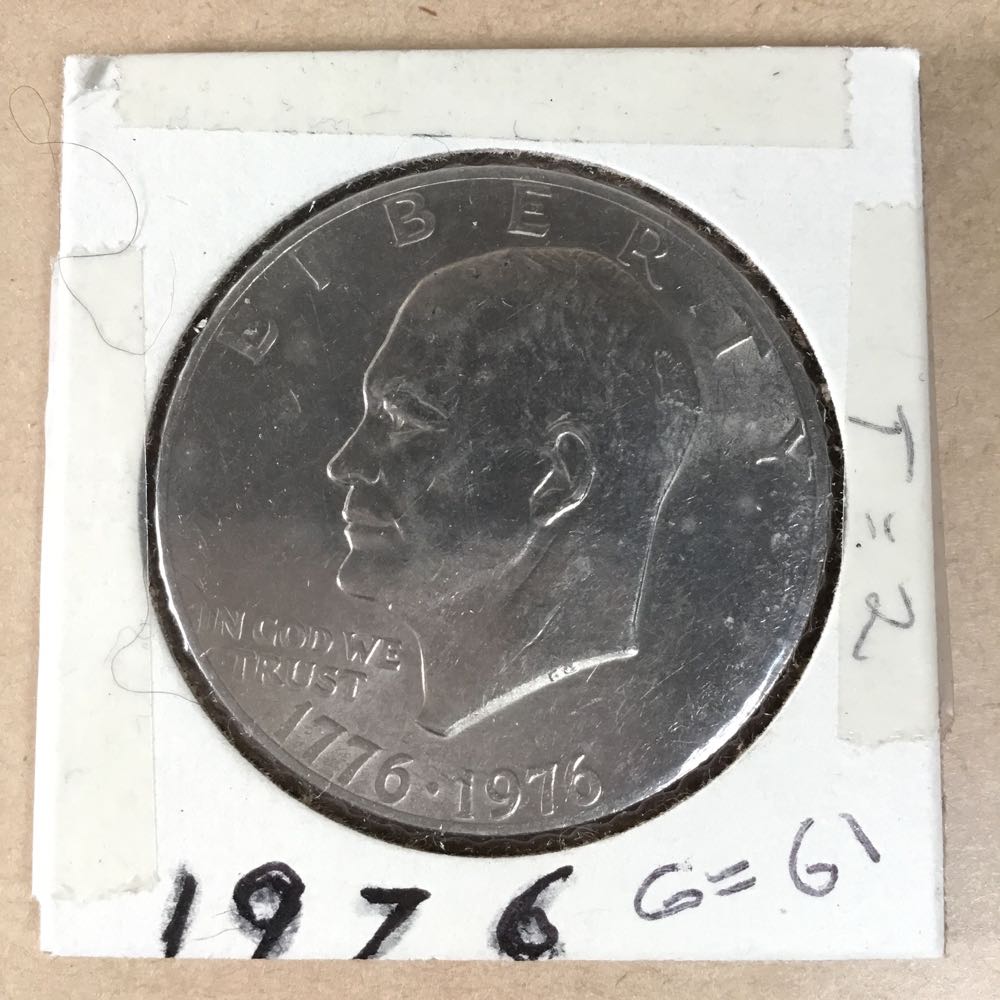 LIBERTY
IN GOD WE
TRUST
1776·1976
T=2
1976
G=61